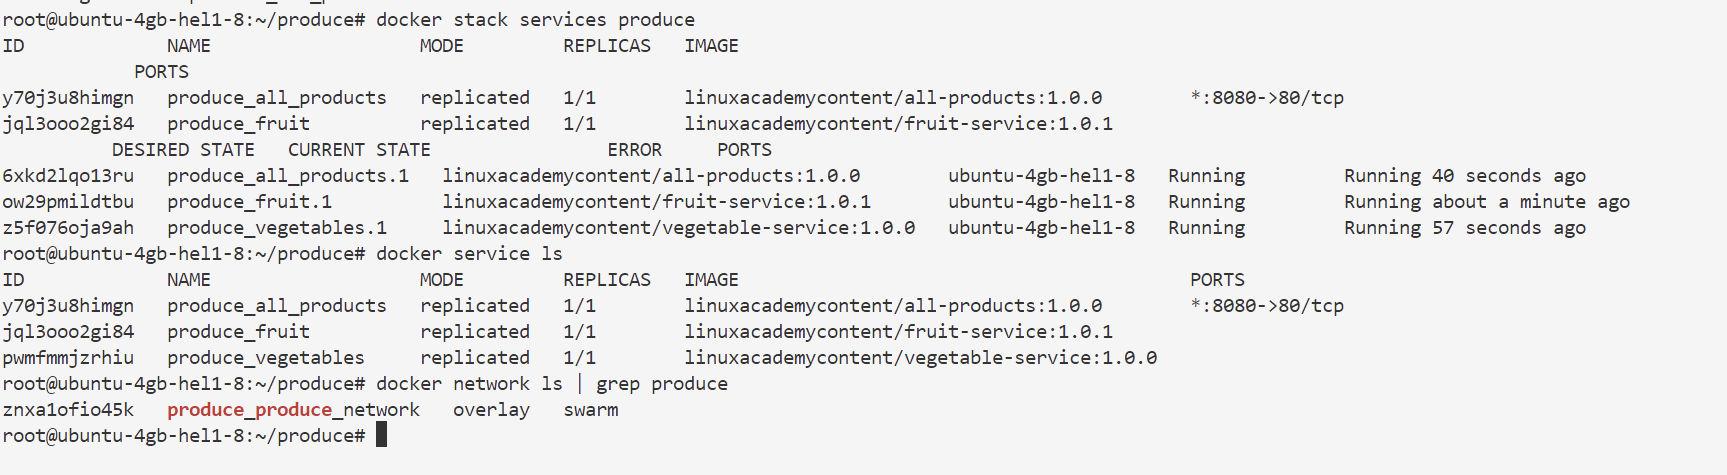 root@ubuntu-4gb-hel1-8:~/produce# docker stack services produce
ID             NAME                   MODE         REPLICAS   IMAGE
            PORTS
y70j3u8himgn   produce_all_products   replicated   1/1        linuxacademycontent/all-products:1.0.0        *:8080->80/tcp
jql3ooo2gi84   produce_fruit          replicated   1/1        linuxacademycontent/fruit-service:1.0.1
          DESIRED STATE   CURRENT STATE                ERROR     PORTS
6xkd2lqo13ru   produce_all_products.1   linuxacademycontent/all-products:1.0.0        ubuntu-4gb-hel1-8   Running         Running 40 seconds ago
ow29pmildtbu   produce_fruit.1          linuxacademycontent/fruit-service:1.0.1       ubuntu-4gb-hel1-8   Running         Running about a minute ago
z5f076oja9ah   produce_vegetables.1     linuxacademycontent/vegetable-service:1.0.0   ubuntu-4gb-hel1-8   Running         Running 57 seconds ago
root@ubuntu-4gb-hel1-8:~/produce# docker service ls
ID             NAME                   MODE         REPLICAS   IMAGE                                         PORTS
y70j3u8himgn   produce_all_products   replicated   1/1        linuxacademycontent/all-products:1.0.0        *:8080->80/tcp
jql3ooo2gi84   produce_fruit          replicated   1/1        linuxacademycontent/fruit-service:1.0.1
pwmfmmjzrhiu   produce_vegetables     replicated   1/1        linuxacademycontent/vegetable-service:1.0.0
root@ubuntu-4gb-hel1-8:~/produce# docker network ls | grep produce
znxa1ofio45k   produce_produce_network   overlay   swarm
root@ubuntu-4gb-hel1-8:~/produce#